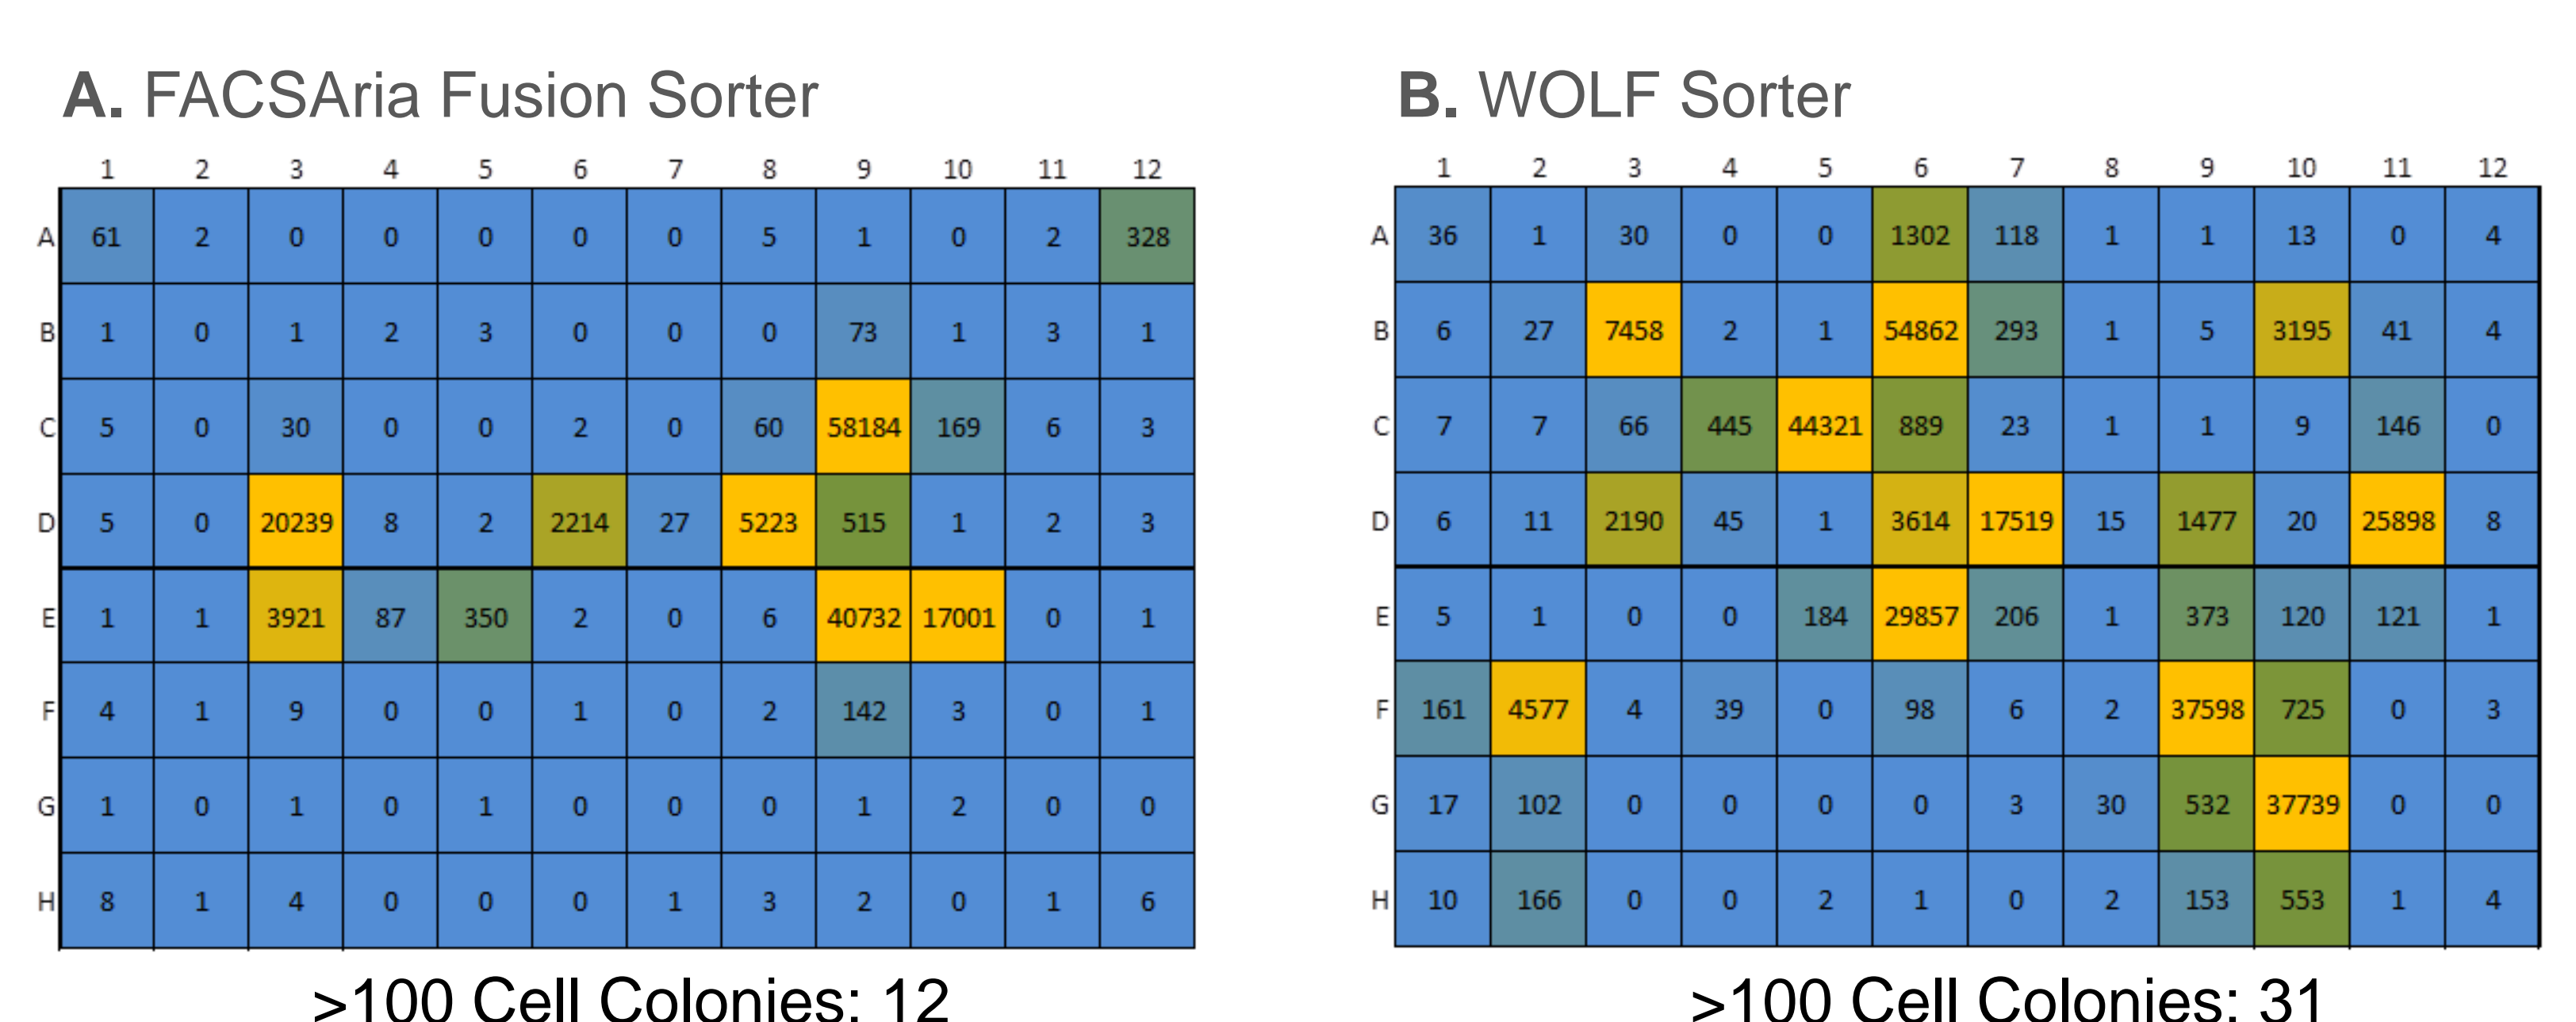 A. FACSAria Fusion Sorter
1 2 3 4 5 6 7 8 9 10 11 12
A 61 2 0 0 0 0 0 5 1 0 2 328
B 1 0 1 2 3 0 0 0 73 1 3 1
C 5 0 30 0 0 2 0 60 58184 169 6 3
D 5 0 20239 8 2 2214 27 5223 515 1 2 3
E 1 1 3921 87 350 2 0 6 40732 17001 0 1
F 4 1 9 0 0 1 0 2 142 3 0 1
G 1 0 1 0 1 0 0 0 1 2 0 0
H 8 1 4 0 0 0 1 3 2 0 1 6
>100 Cell Colonies: 12
B. WOLF Sorter
1 2 3 4 5 6 7 8 9 10 11 12
A 36 1 30 0 0 1302 118 1 1 13 0 4
B 6 27 7458 2 1 54862 293 1 5 3195 41 4
C 7 7 66 445 44321 889 23 1 1 9 146 0
D 6 11 2190 45 1 3614 17519 15 1477 20 25898 8
E 5 1 0 0 184 29857 206 1 373 120 121 1
F 161 4577 4 39 0 98 6 2 37598 725 0 3
G 17 102 0 0 0 0 3 30 532 37739 0 0
H 10 166 0 0 2 1 0 2 153 553 1 4
>100 Cell Colonies: 31